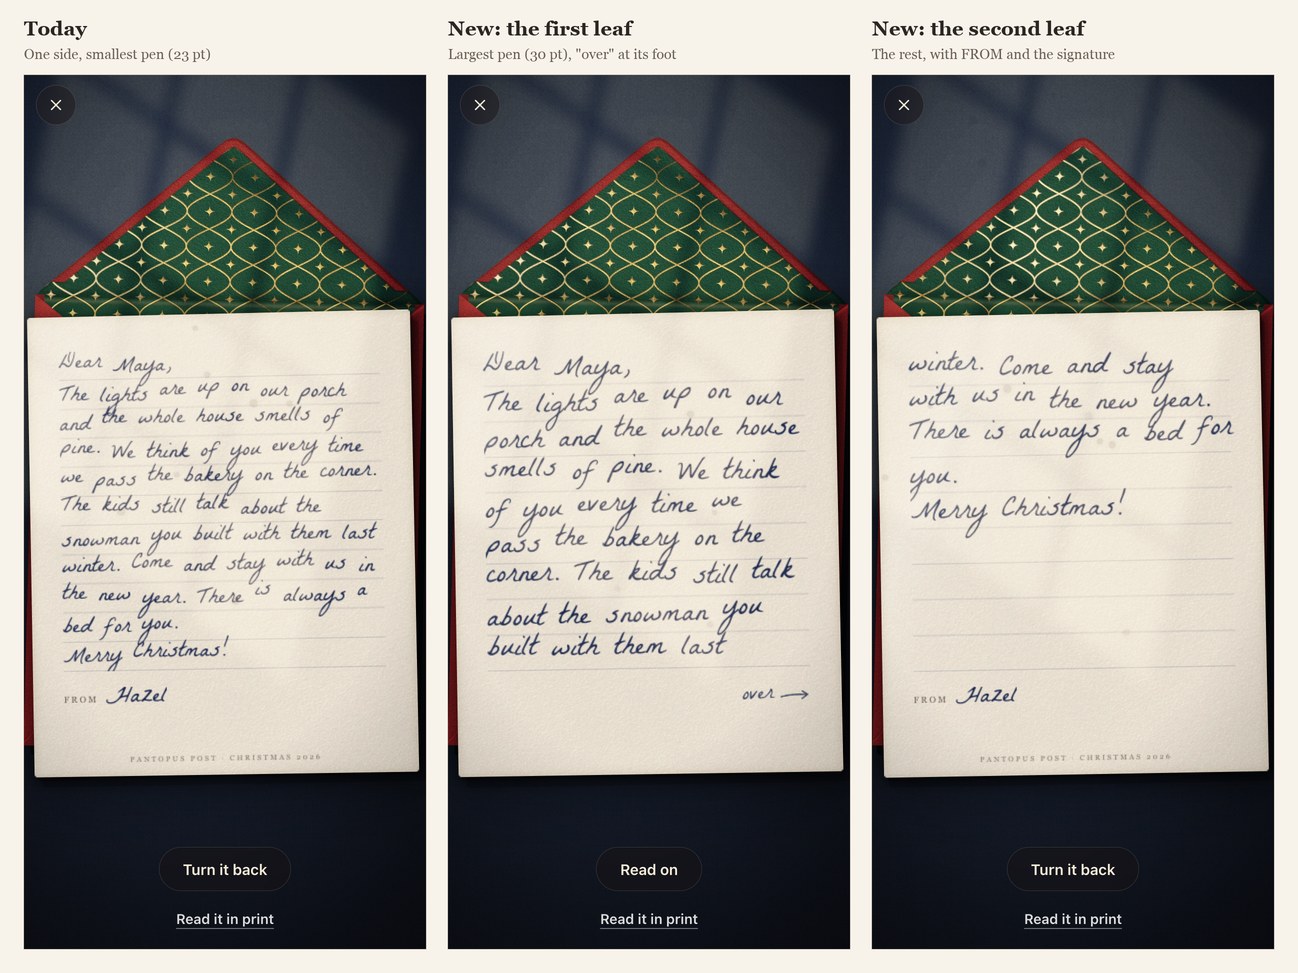 Today
One side, smallest pen (23 pt)
Dear Maya,
The lights are up on our porch
and the whole house smells of
pine. We think of you every time
we pass the bakery on the corner.
The kids still talk about the
snowman you built with them last
winter. Come and stay with us in
the new year. There is always a
bed for you.
Merry Christmas!
FROM Hazel
PANTOPUS POST · CHRISTMAS 2026
Turn it back
Read it in print
New: the first leaf
Largest pen (30 pt), "over" at its foot
Dear Maya,
The lights are up on our
porch and the whole house
smells of pine. We think
of you every time we
pass the bakery on the
corner. The kids still talk
about the snowman you
built with them last
over →
Read on
Read it in print
New: the second leaf
The rest, with FROM and the signature
winter. Come and stay
with us in the new year.
There is always a bed for
you.
Merry Christmas!
FROM Hazel
PANTOPUS POST · CHRISTMAS 2026
Turn it back
Read it in print